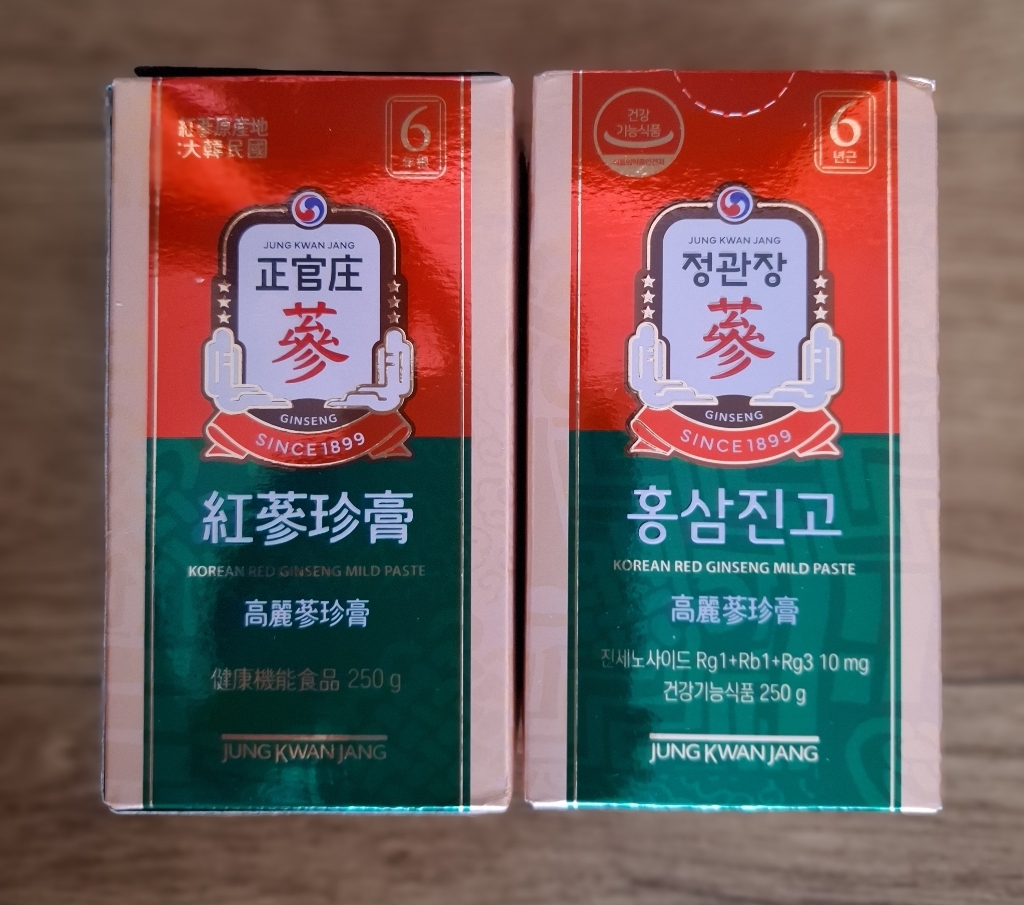 紅蔘原産地
:大韓民國
6
年根
JUNG KWAN JANG
正官庄
蔘
GINSENG
SINCE 1899
紅蔘珍膏
KOREAN RED GINSENG MILD PASTE
高麗蔘珍膏
健康機能食品 250 g
JUNG KWAN JANG
건강
기능식품
6
년근
JUNG KWAN JANG
정관장
蔘
GINSENG
SINCE 1899
홍삼진고
KOREAN RED GINSENG MILD PASTE
高麗蔘珍膏
진세노사이드 Rg1+Rb1+Rg3 10 mg
건강기능식품 250 g
JUNG KWAN JANG